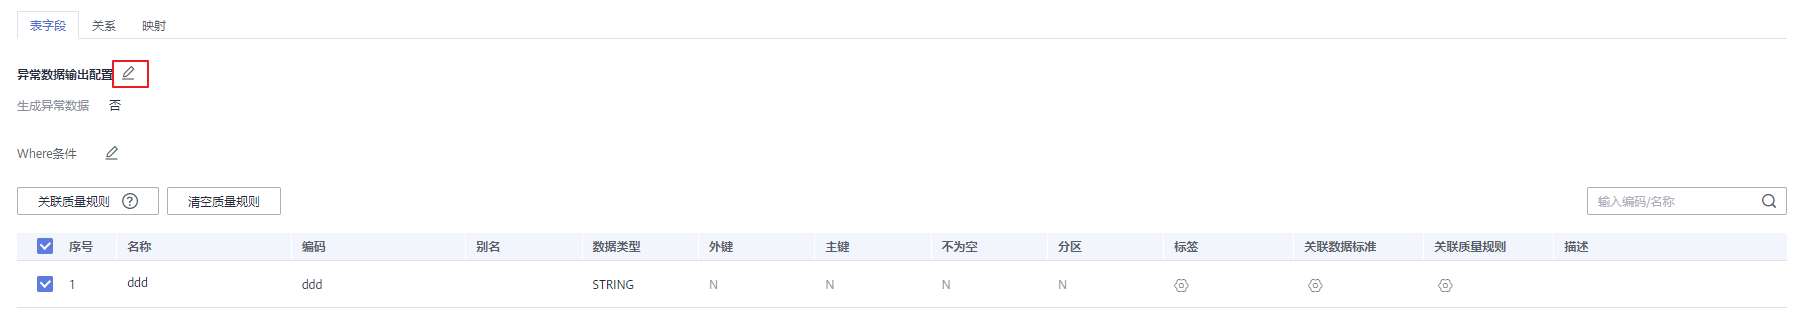 表字段 关系 映射
异常数据输出配置
生成异常数据 否
Where条件
关联质量规则 ? 清空质量规则 输入编码/名称
序号 名称 编码 别名 数据类型 外键 主键 不为空 分区 标签 关联数据标准 关联质量规则 描述
1 ddd ddd STRING N N N N